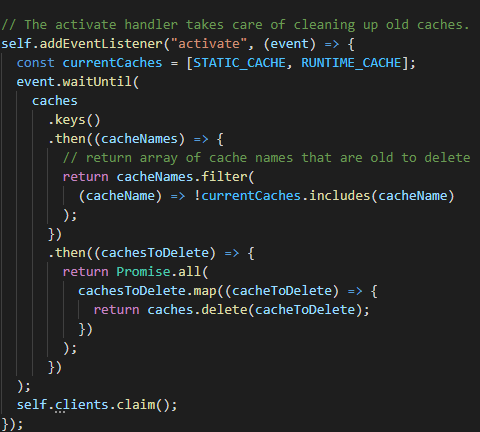 // The activate handler takes care of cleaning up old caches.
self.addEventListener("activate", (event) => {
  const currentCaches = [STATIC_CACHE, RUNTIME_CACHE];
  event.waitUntil(
    caches
      .keys()
      .then((cacheNames) => {
        // return array of cache names that are old to delete
        return cacheNames.filter(
          (cacheName) => !currentCaches.includes(cacheName)
        );
      })
      .then((cachesToDelete) => {
        return Promise.all(
          cachesToDelete.map((cacheToDelete) => {
            return caches.delete(cacheToDelete);
          })
        );
      })
  );
  self.clients.claim();
});